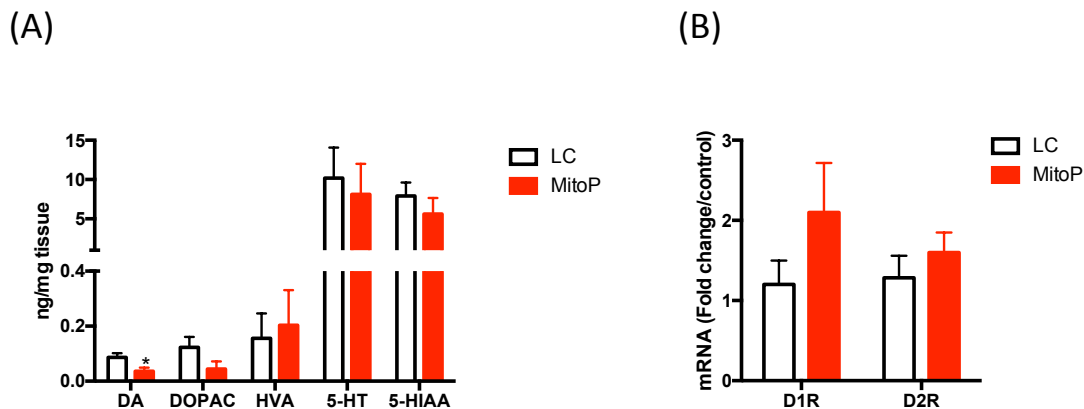 (A)
ng/mg tissue
15
10
5
0.4
0.2
0.0
*
DA DOPAC HVA 5-HT 5-HIAA
LC
MitoP
(B)
mRNA (Fold change/control)
3
2
1
0
D1R D2R
LC
MitoP